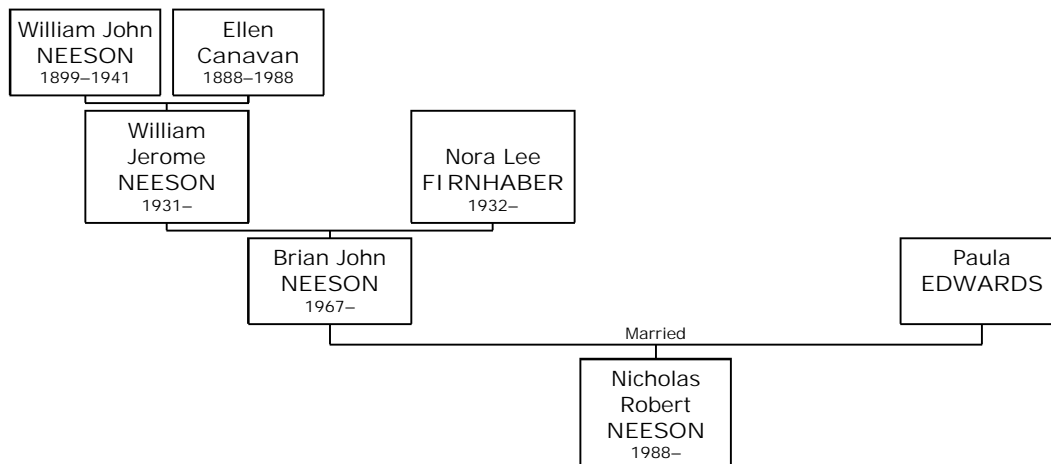 William John
NEESON
1899–1941
Ellen
Canavan
1888–1988
William
Jerome
NEESON
1931–
Nora Lee
FIRNHABER
1932–
Brian John
NEESON
1967–
Paula
EDWARDS
Married
Nicholas
Robert
NEESON
1988–